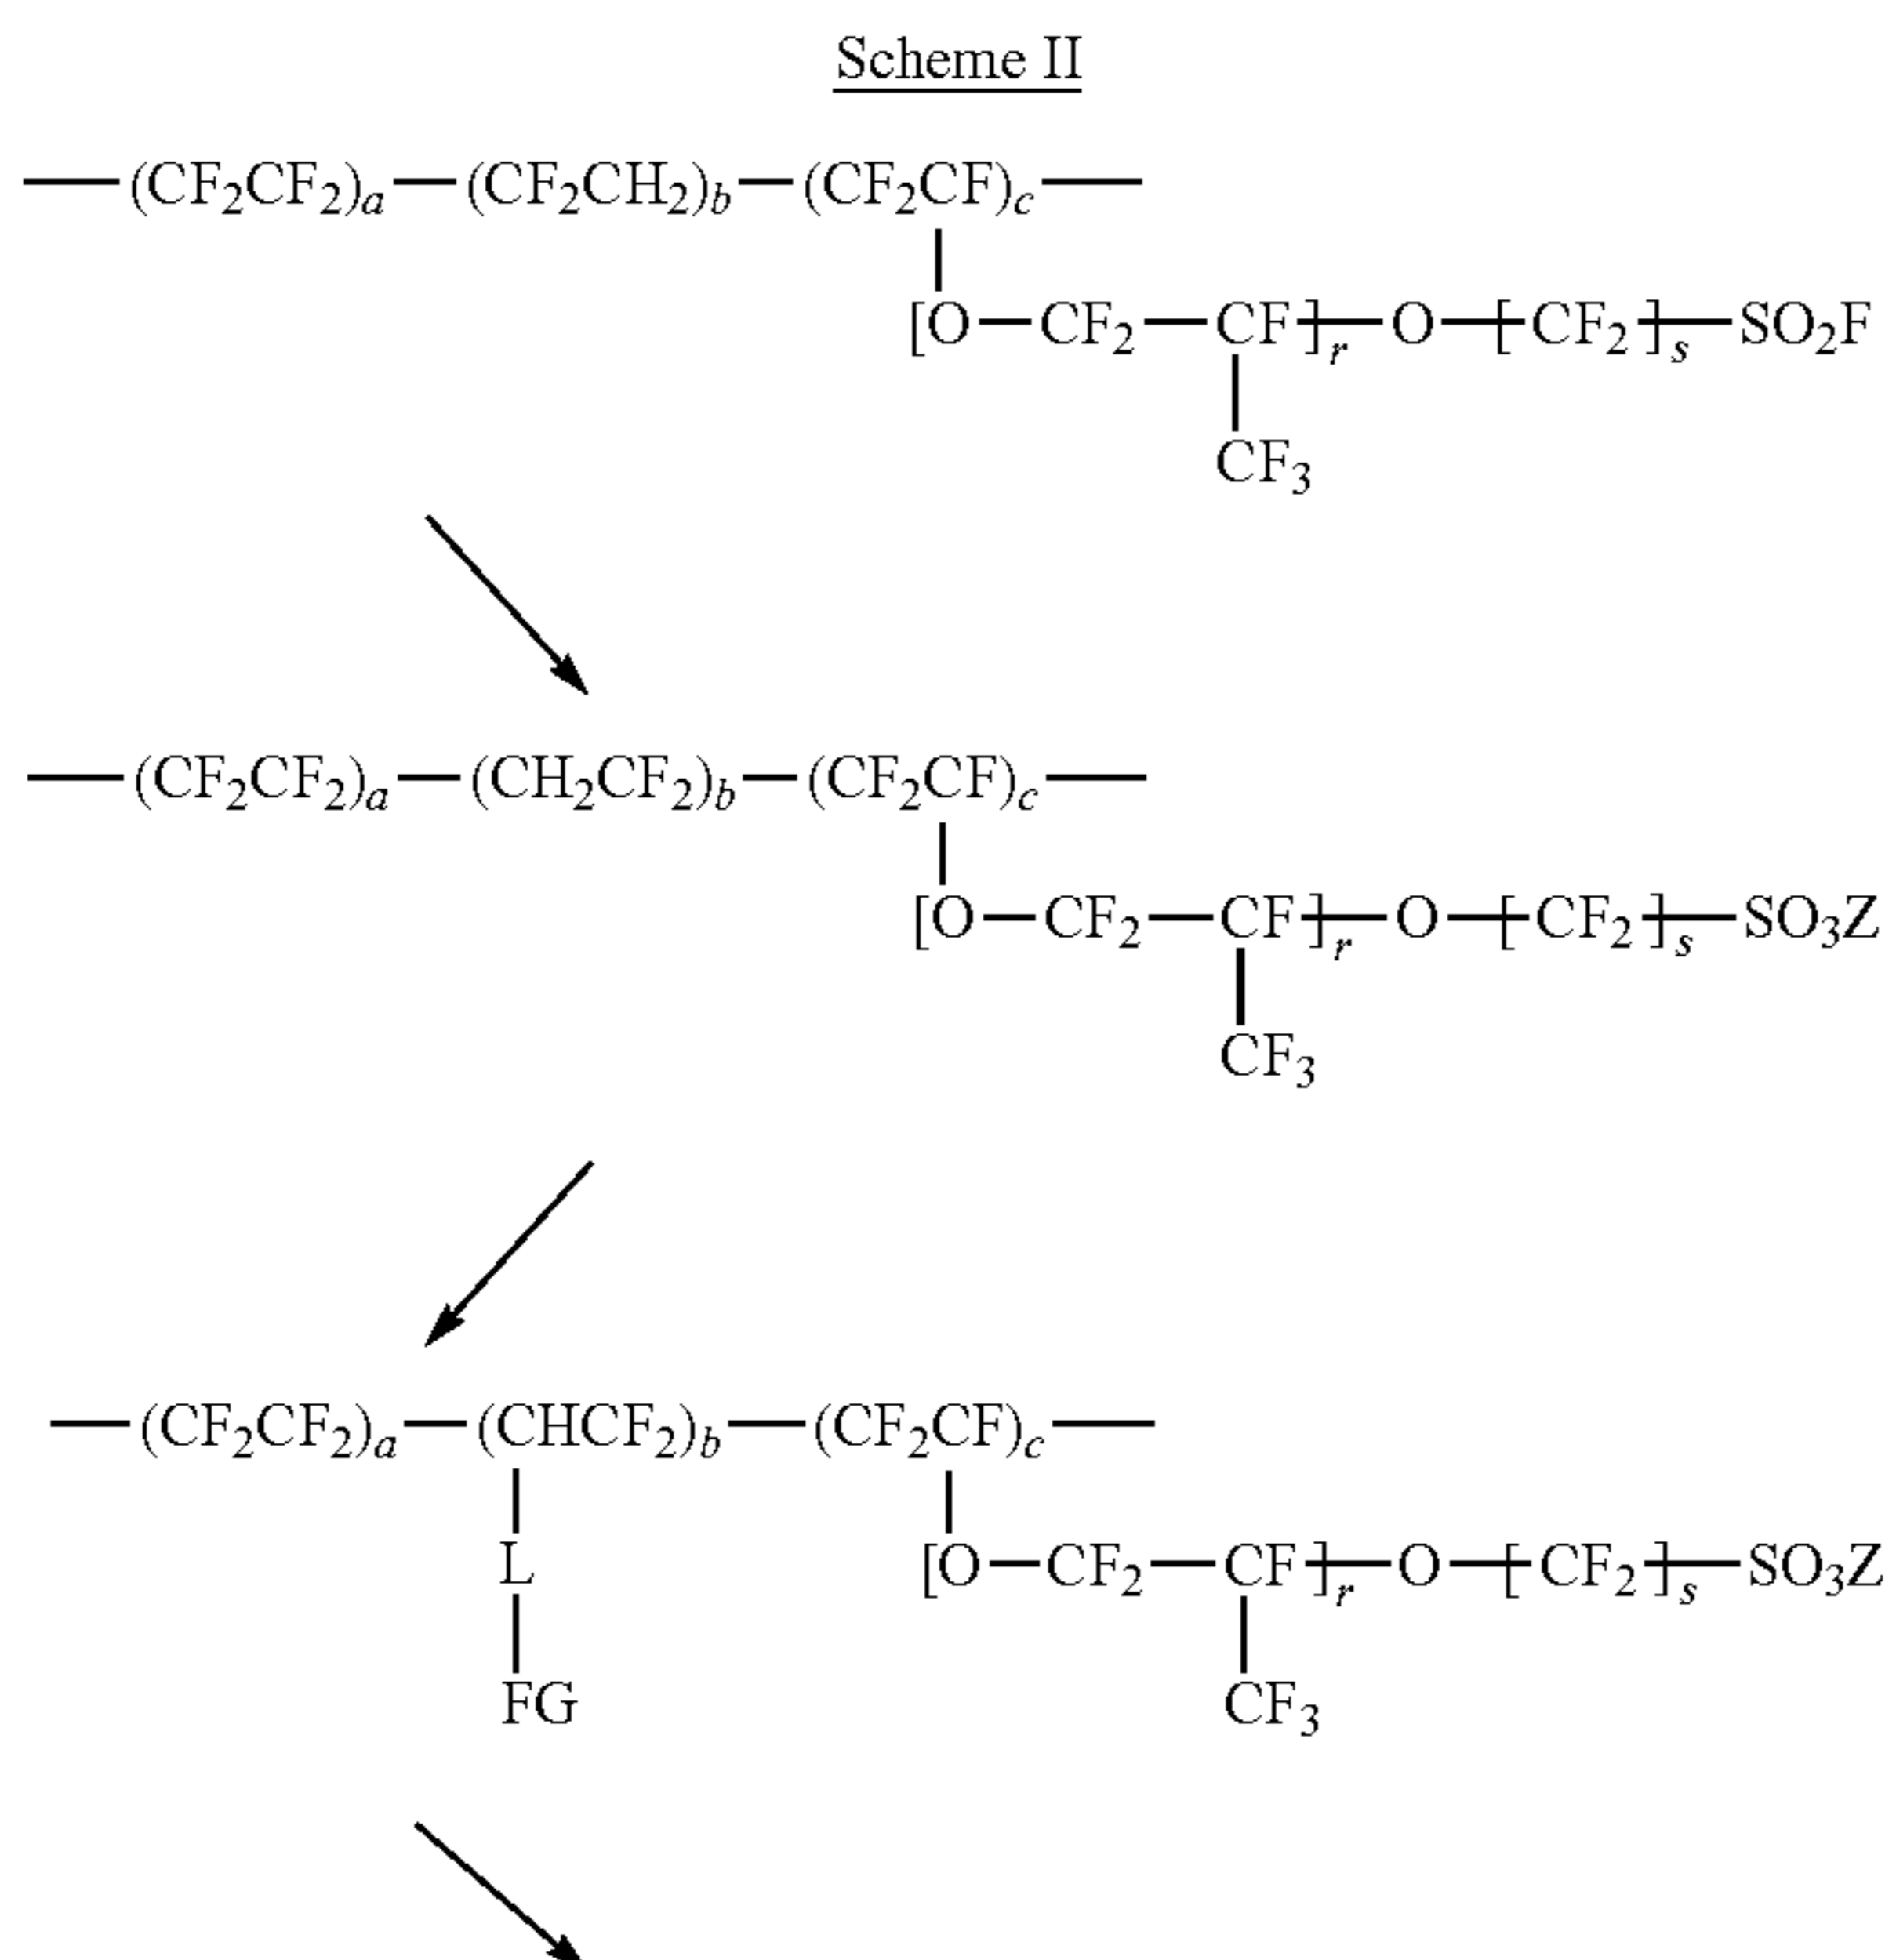 Scheme II
—(CF₂CF₂)ₐ—(CF₂CH₂)b—(CF₂CF)c—
[O—CF₂—CF]r—O—[CF₂]s—SO₂F
CF₃
—(CF₂CF₂)ₐ—(CH₂CF₂)b—(CF₂CF)c—
[O—CF₂—CF]r—O—[CF₂]s—SO₃Z
CF₃
—(CF₂CF₂)ₐ—(CHCF₂)b—(CF₂CF)c—
L
[O—CF₂—CF]r—O—[CF₂]s—SO₃Z
FG
CF₃